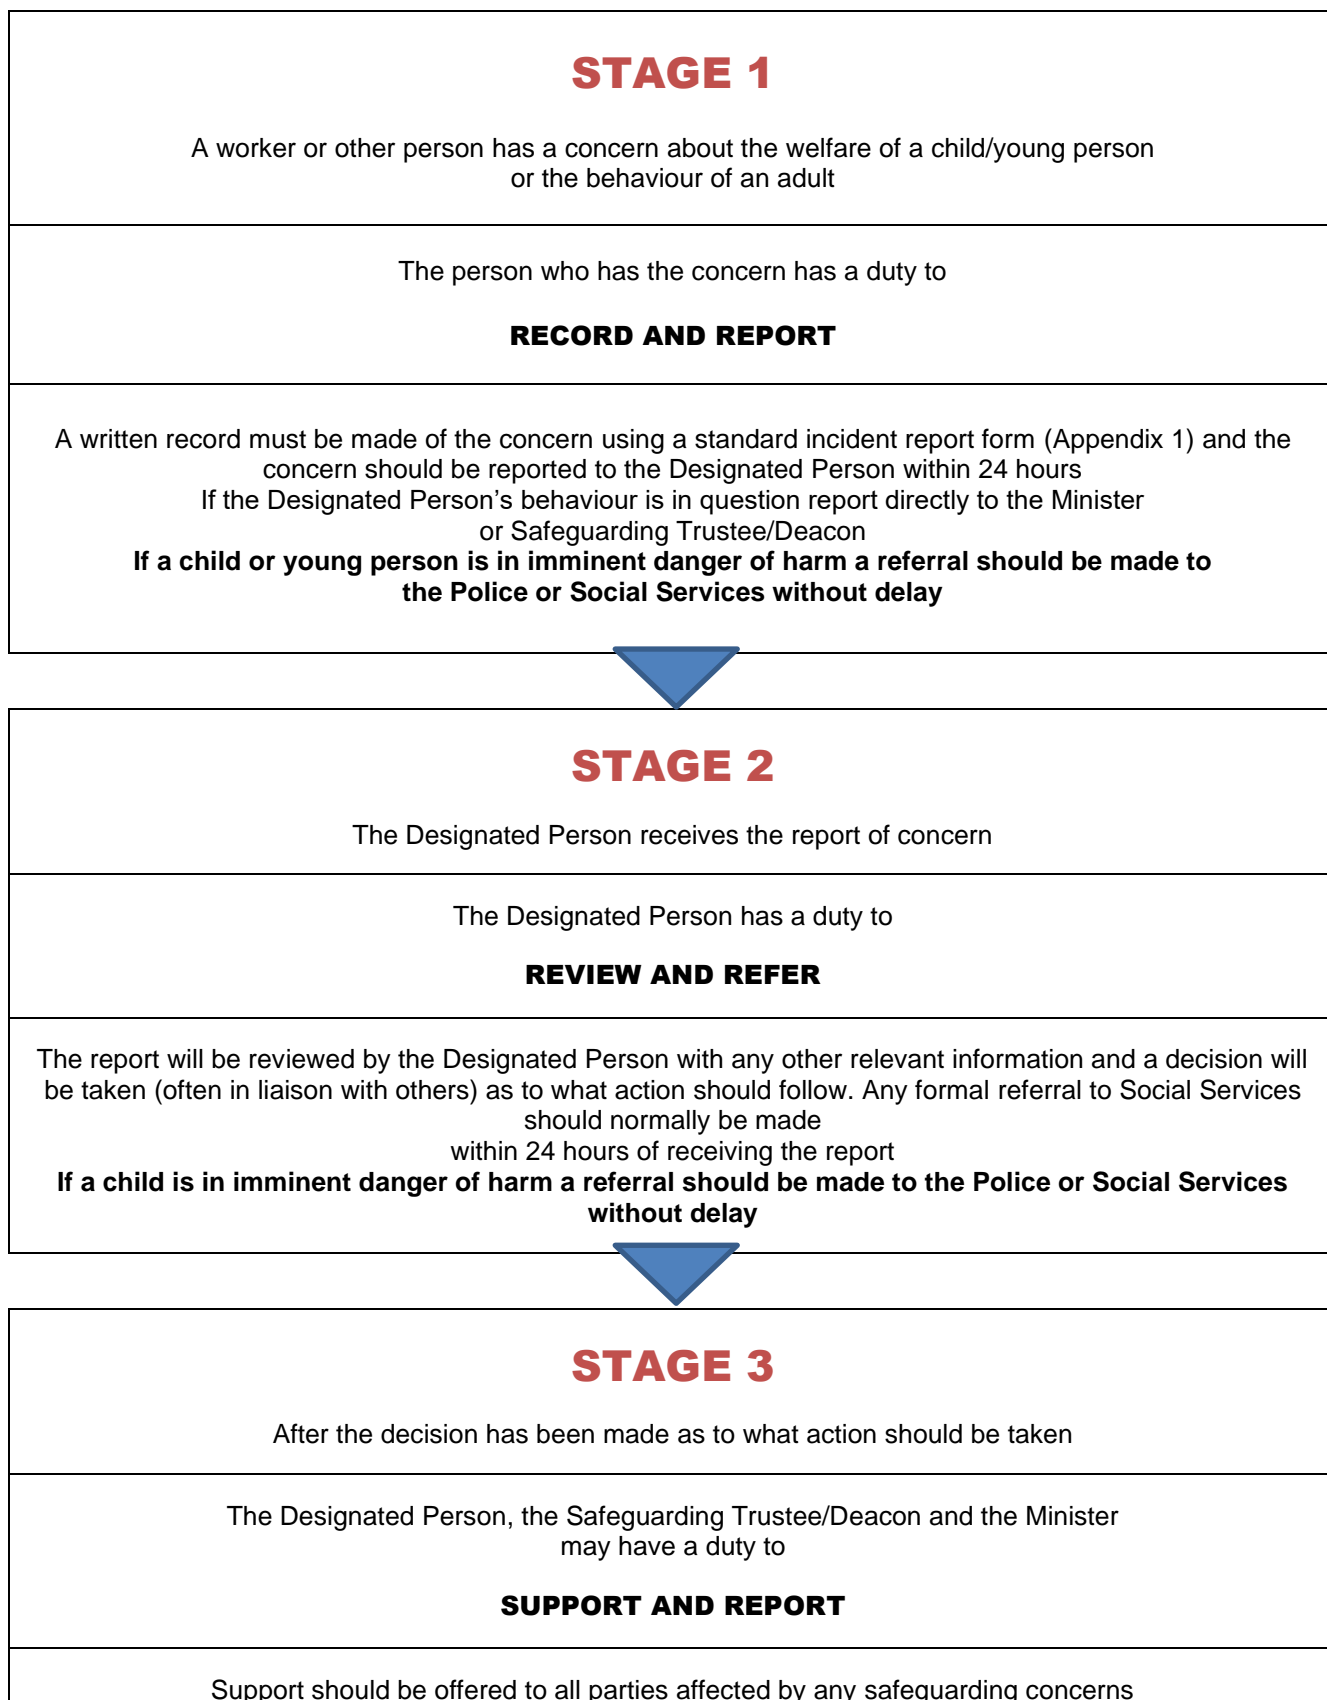 STAGE 1
A worker or other person has a concern about the welfare of a child/young person
or the behaviour of an adult
The person who has the concern has a duty to
RECORD AND REPORT
A written record must be made of the concern using a standard incident report form (Appendix 1) and the
concern should be reported to the Designated Person within 24 hours
If the Designated Person's behaviour is in question report directly to the Minister
or Safeguarding Trustee/Deacon
If a child or young person is in imminent danger of harm a referral should be made to
the Police or Social Services without delay
STAGE 2
The Designated Person receives the report of concern
The Designated Person has a duty to
REVIEW AND REFER
The report will be reviewed by the Designated Person with any other relevant information and a decision will
be taken (often in liaison with others) as to what action should follow. Any formal referral to Social Services
should normally be made
within 24 hours of receiving the report
If a child is in imminent danger of harm a referral should be made to the Police or Social Services
without delay
STAGE 3
After the decision has been made as to what action should be taken
The Designated Person, the Safeguarding Trustee/Deacon and the Minister
may have a duty to
SUPPORT AND REPORT
Support should be offered to all parties affected by any safeguarding concerns